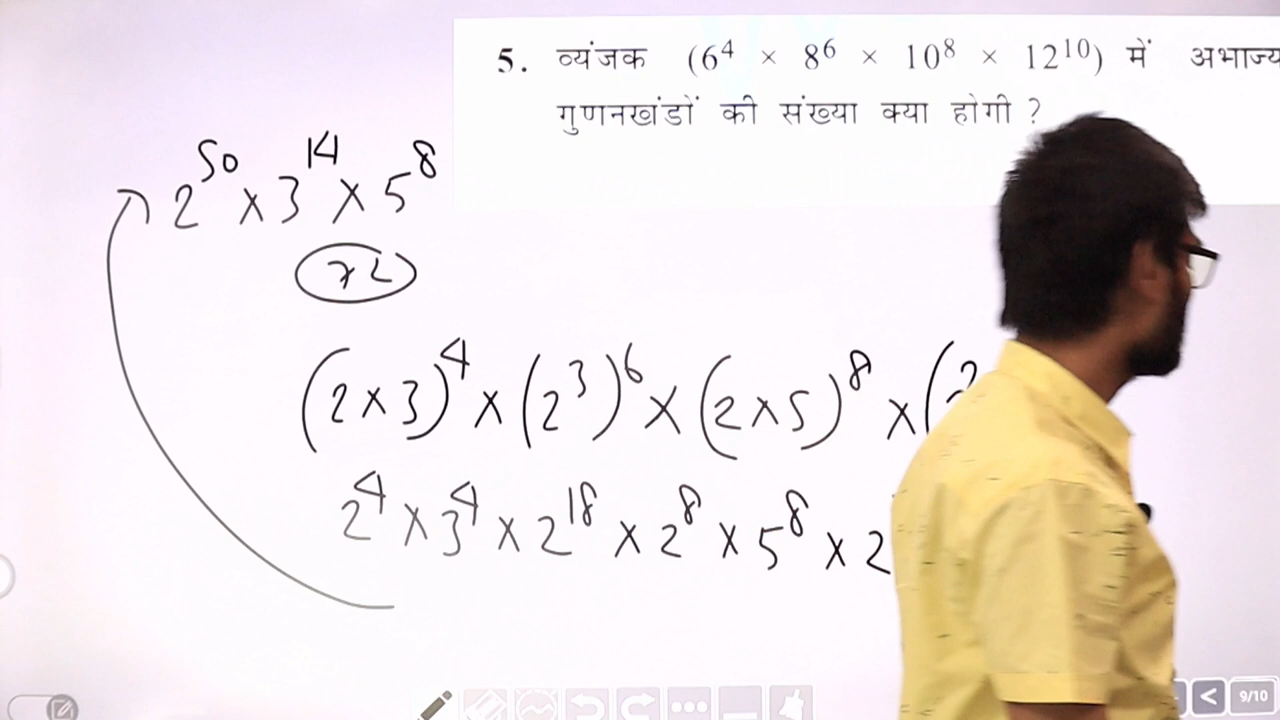 5. व्यंजक (6⁴ × 8⁶ × 10⁸ × 12¹⁰) में अभाज्य
गुणनखंडों की संख्या क्या होगी ?
2⁵⁰ × 3¹⁴ × 5⁸
72
(2×3)⁴ × (2³)⁶ × (2×5)⁸ × (2
2⁴ × 3⁴ × 2¹⁸ × 2⁸ × 5⁸ × 2
9/10